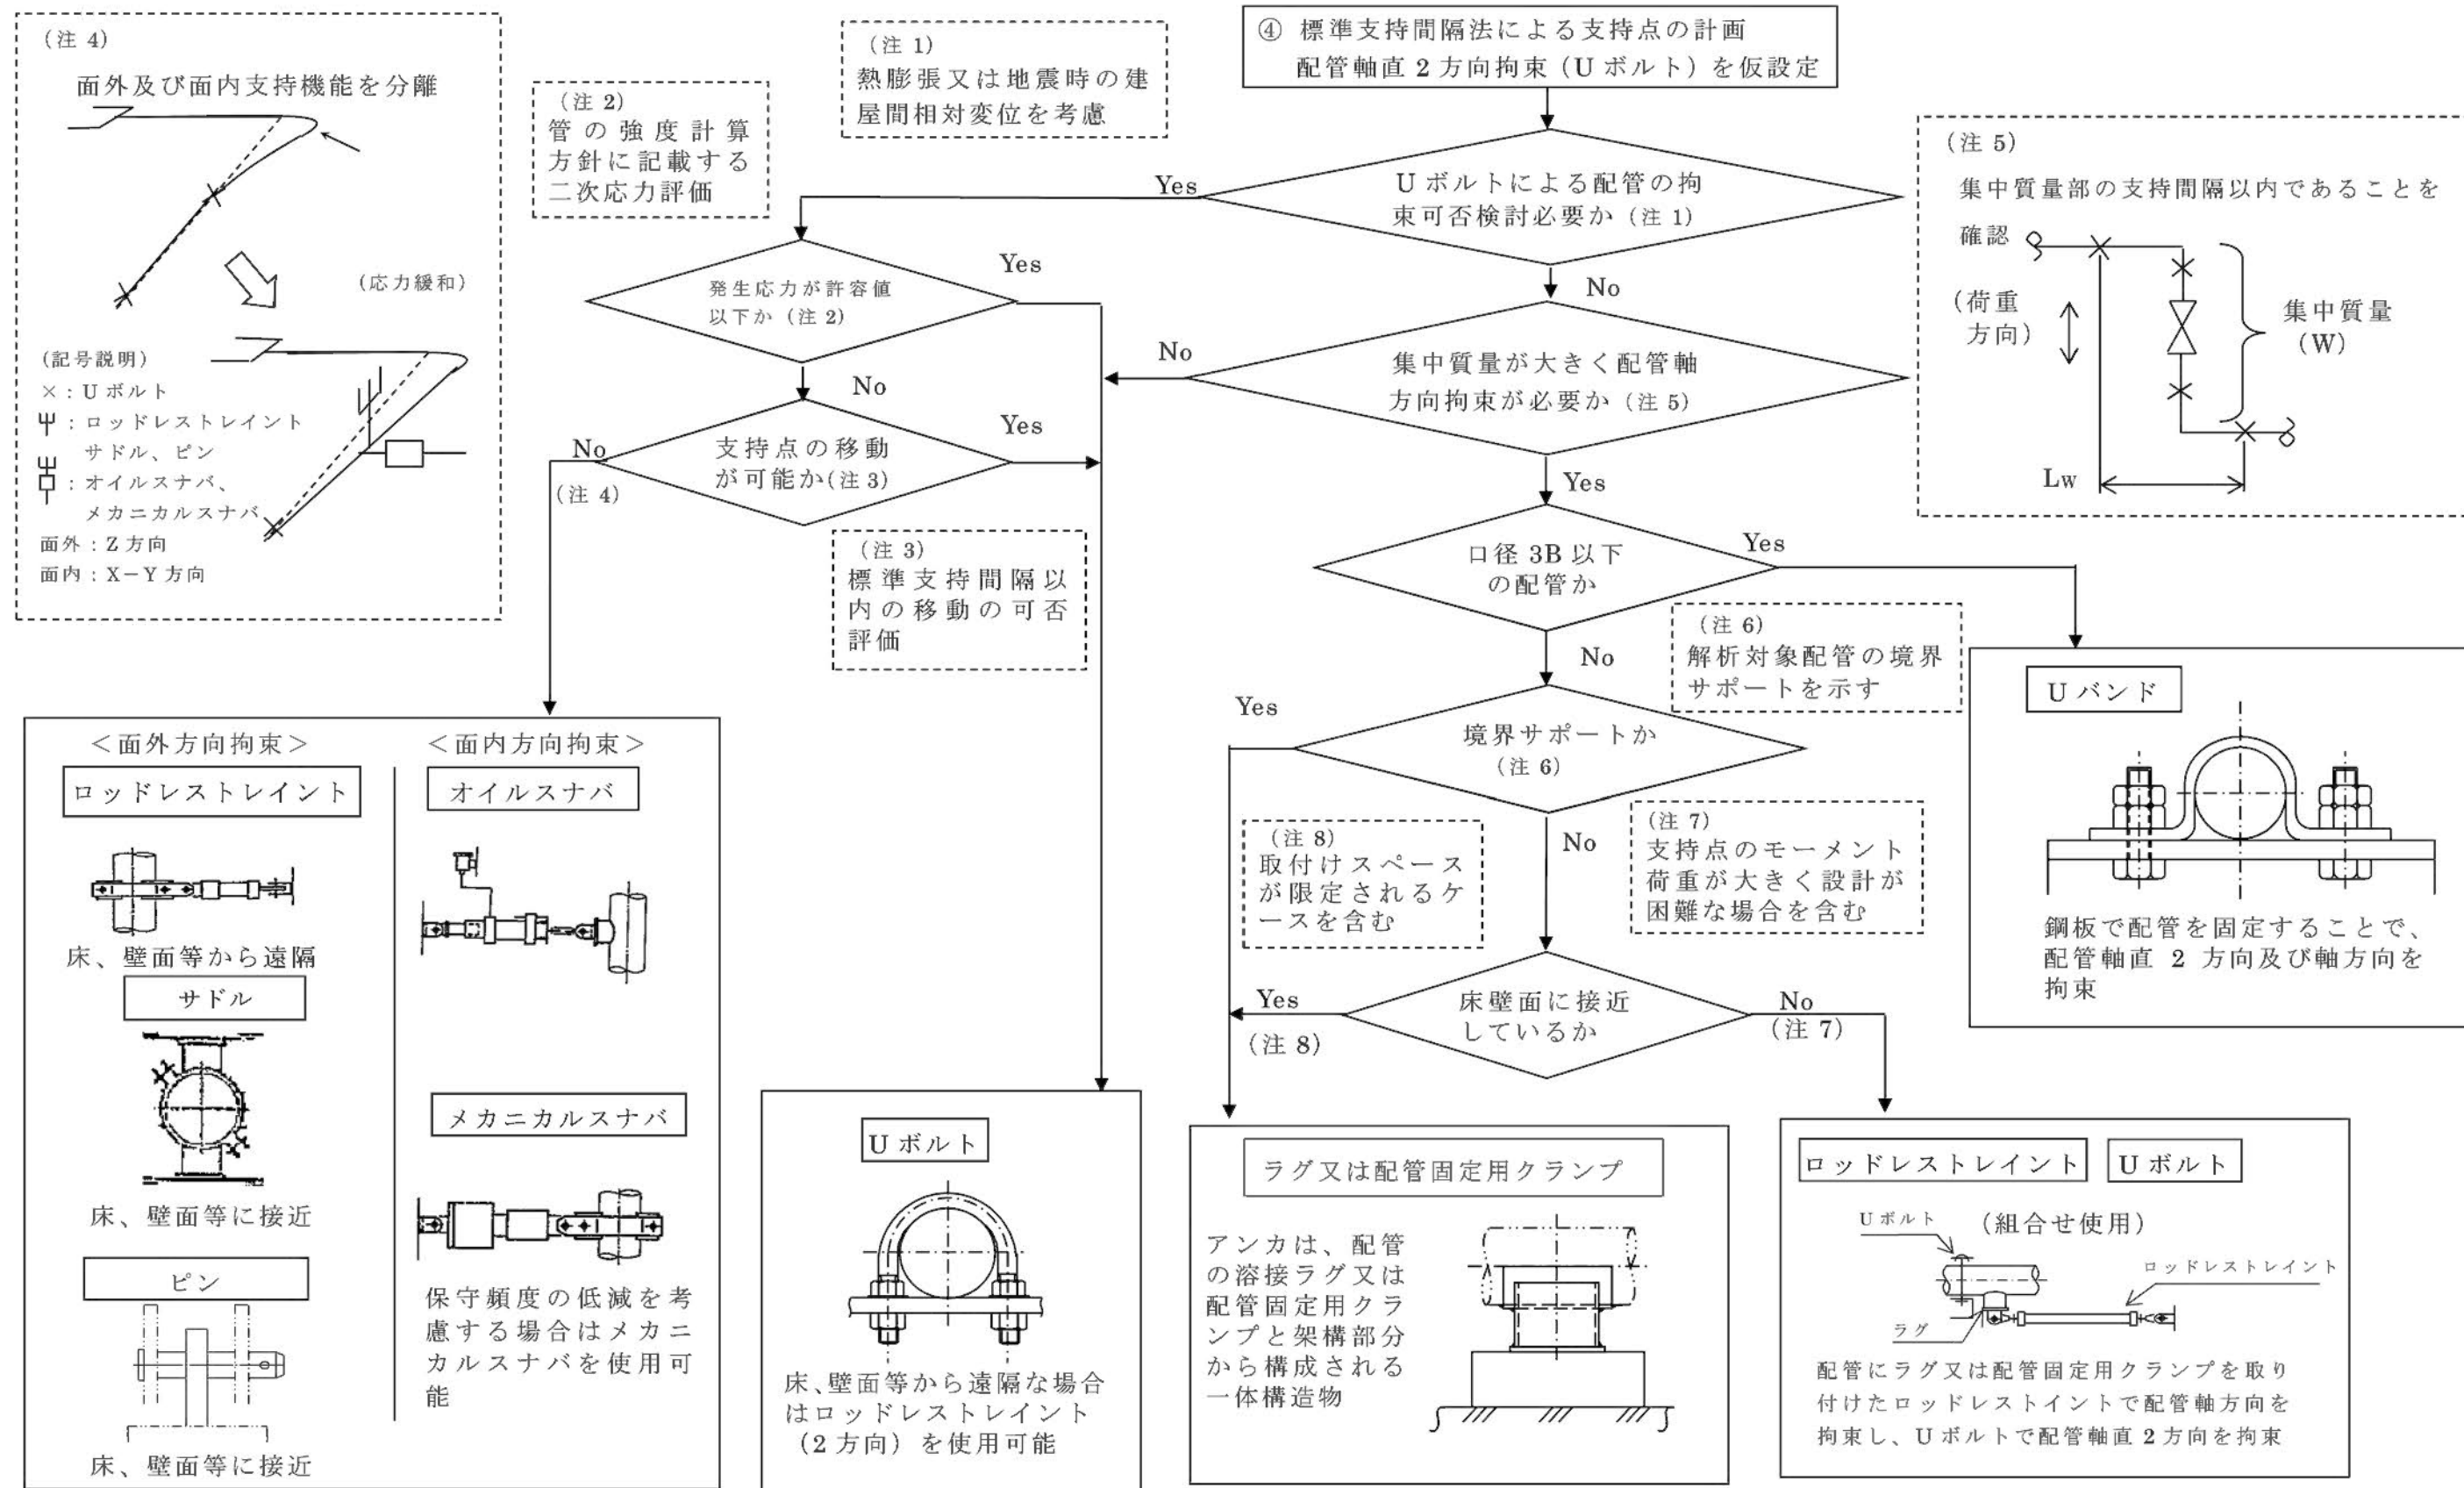 ④ 標準支持間隔法による支持点の計画
配管軸直 2 方向拘束（U ボルト）を仮設定
（注 4）
面外及び面内支持機能を分離
（応力緩和）
(記号説明)
×：U ボルト
：ロッドレストレイント
サドル、ピン
：オイルスナバ、
メカニカルスナバ
面外：Z 方向
面内：X－Y 方向
（注 2）
管の強度計算
方針に記載する
二次応力評価
（注 1）
熱膨張又は地震時の建
屋間相対変位を考慮
U ボルトによる配管の拘
束可否検討必要か（注 1）
Yes
No
（注 5）
集中質量部の支持間隔以内であることを
確認
（荷重
方向）
集中質量
（W）
Lw
発生応力が許容値
以下か（注 2）
Yes
No
集中質量が大きく配管軸
方向拘束が必要か（注 5）
No
Yes
支持点の移動
が可能か(注 3)
Yes
No
（注 4）
（注 3）
標準支持間隔以
内の移動の可否
評価
口径 3B 以下
の配管か
Yes
No
（注 6）
解析対象配管の境界
サポートを示す
境界サポートか
（注 6）
Yes
No
（注 8）
取付けスペース
が限定されるケ
ースを含む
（注 7）
支持点のモーメント
荷重が大きく設計が
困難な場合を含む
床壁面に接近
しているか
Yes
（注 8）
No
（注 7）
U バンド
鋼板で配管を固定することで、
配管軸直 2 方向及び軸方向を
拘束
＜面外方向拘束＞
ロッドレストレイント
床、壁面等から遠隔
サドル
床、壁面等に接近
ピン
床、壁面等に接近
＜面内方向拘束＞
オイルスナバ
メカニカルスナバ
保守頻度の低減を考
慮する場合はメカニ
カルスナバを使用可
能
U ボルト
床、壁面等から遠隔な場合
はロッドレストレイント
（2 方向）を使用可能
ラグ又は配管固定用クランプ
アンカは、配管
の溶接ラグ又は
配管固定用クラ
ンプと架構部分
から構成される
一体構造物
ロッドレストレイント
U ボルト
（組合せ使用）
U ボルト
ロッドレストレイント
ラグ
配管にラグ又は配管固定用クランプを取り
付けたロッドレストイントで配管軸方向を
拘束し、U ボルトで配管軸直 2 方向を拘束